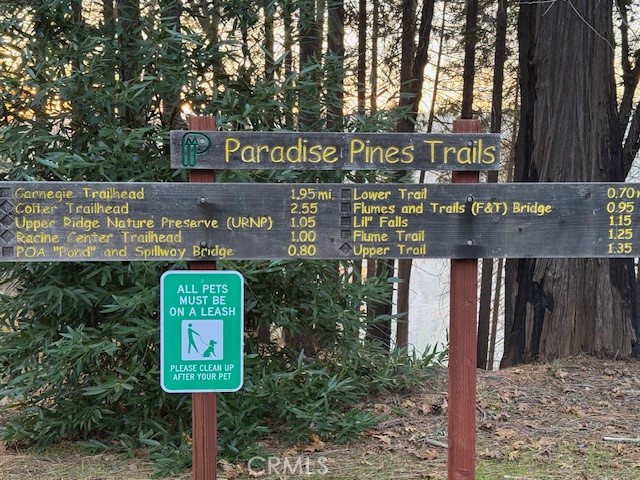 Paradise Pines Trails
Carnegie Trailhead 1.95 mi.
Colter Trailhead 2.55
Upper Ridge Nature Preserve (URNP) 1.05
Racine Center Trailhead 1.00
POA "Pond" and Spillway Bridge 0.80
Lower Trail 0.70
Flumes and Trails (F&T) Bridge 0.95
Lil" Falls 1.15
Flume Trail 1.25
Upper Trail 1.35
ALL PETS
MUST BE
ON A LEASH
PLEASE CLEAN UP
AFTER YOUR PET
CRMLS